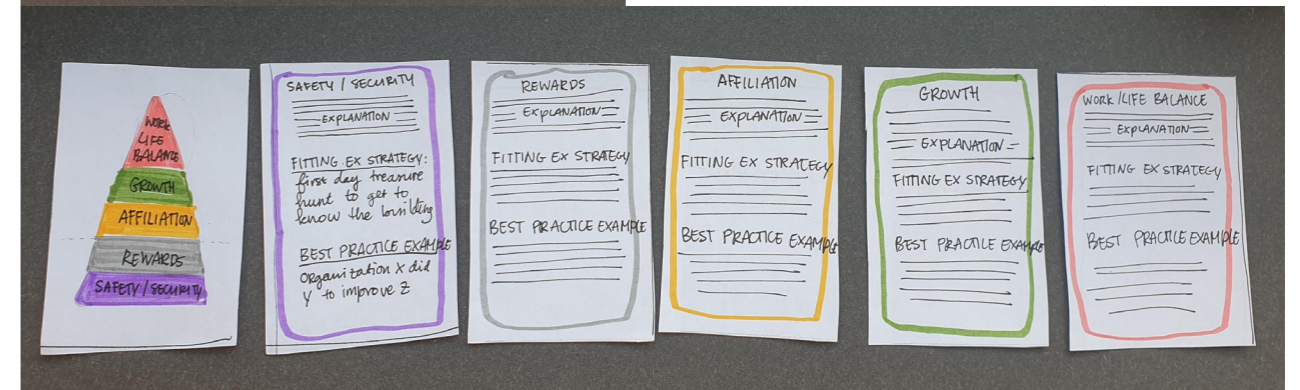 WORK
LIFE
BALANCE
GROWTH
AFFILIATION
REWARDS
SAFETY / SECURITY
SAFETY / SECURITY
EXPLANATION
FITTING EX STRATEGY:
first day treasure
hunt to get to
know the building
BEST PRACTICE EXAMPLE
Organization X did
Y to improve Z
REWARDS
EXPLANATION
FITTING EX STRATEGY
BEST PRACTICE EXAMPLE
AFFILIATION
EXPLANATION
FITTING EX STRATEGY
BEST PRACTICE EXAMPLE
GROWTH
EXPLANATION
FITTING EX STRATEGY
BEST PRACTICE EXAMPLE
WORK / LIFE BALANCE
EXPLANATION
FITTING EX STRATEGY
BEST PRACTICE EXAMPLE